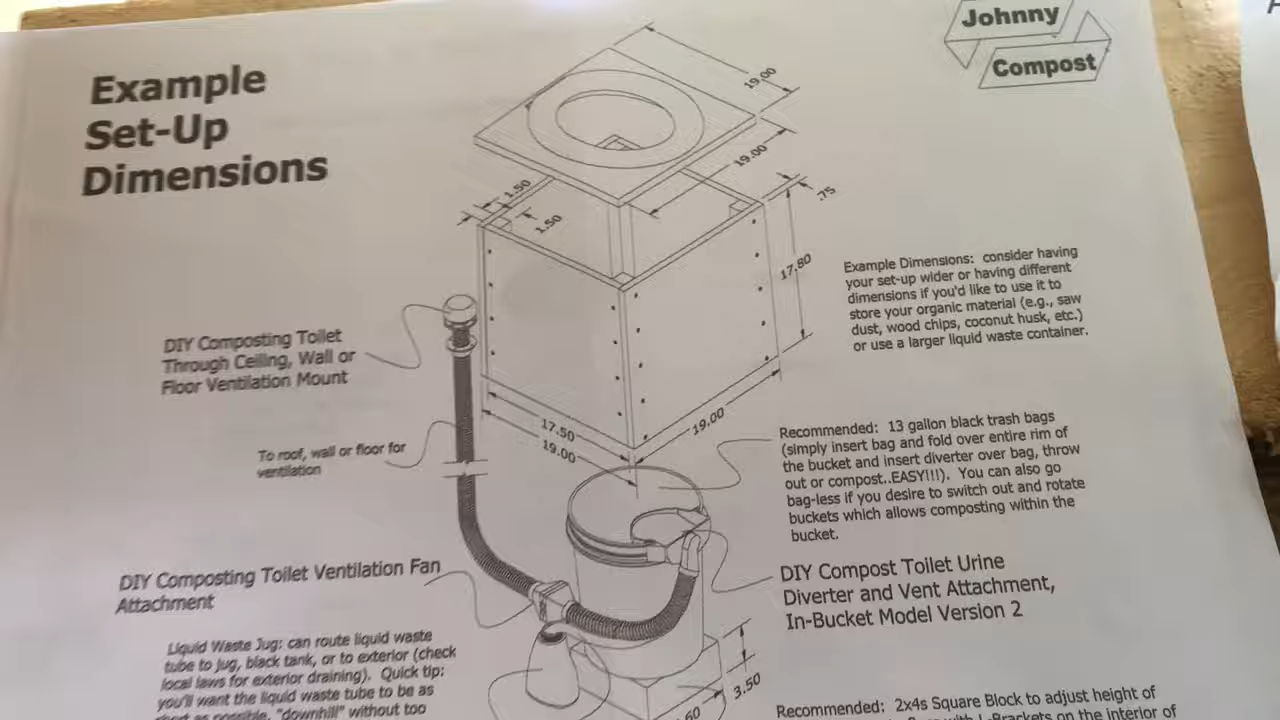 Johnny
Compost
Example
Set-Up
Dimensions
19.00
19.00
1.50
1.50
.75
17.80
Example Dimensions: consider having
your set-up wider or having different
dimensions if you'd like to use it to
store your organic material (e.g., saw
dust, wood chips, coconut husk, etc.)
or use a larger liquid waste container.
DIY Composting Toilet
Through Ceiling, Wall or
Floor Ventilation Mount
17.50
19.00
19.00
To roof, wall or floor for
ventilation
Recommended: 13 gallon black trash bags
(simply insert bag and fold over entire rim of
the bucket and insert diverter over bag, throw
out or compost..EASY!!!). You can also go
bag-less if you desire to switch out and rotate
buckets which allows composting within the
bucket.
DIY Composting Toilet Ventilation Fan
Attachment
DIY Compost Toilet Urine
Diverter and Vent Attachment,
In-Bucket Model Version 2
Liquid Waste Jug: can route liquid waste
tube to jug, black tank, or to exterior (check
local laws for exterior draining). Quick tip:
you'll want the liquid waste tube to be as
short as possible, "downhill" without too
3.50
Recommended: 2x4s Square Block to adjust height of
with L-Brackets on the interior of